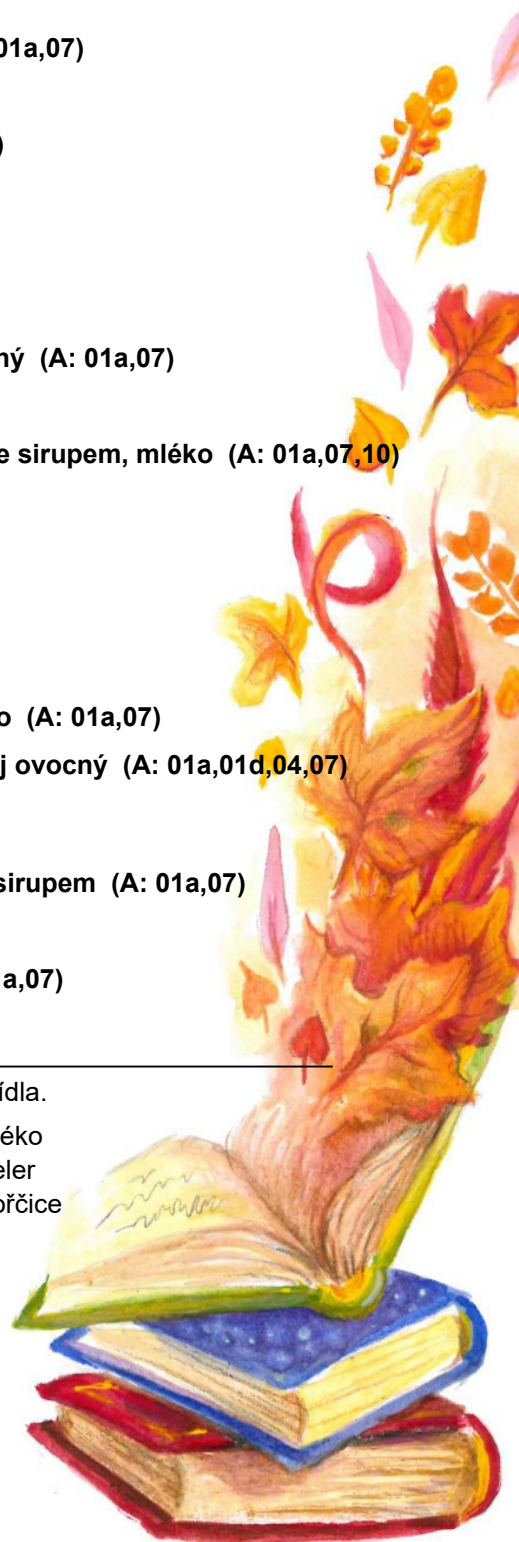 01a,07)
)
ný (A: 01a,07)
e sirupem, mléko (A: 01a,07,10)
o (A: 01a,07)
j ovocný (A: 01a,01d,04,07)
sirupem (A: 01a,07)
a,07)
ídla.
éko
eler
ořčice